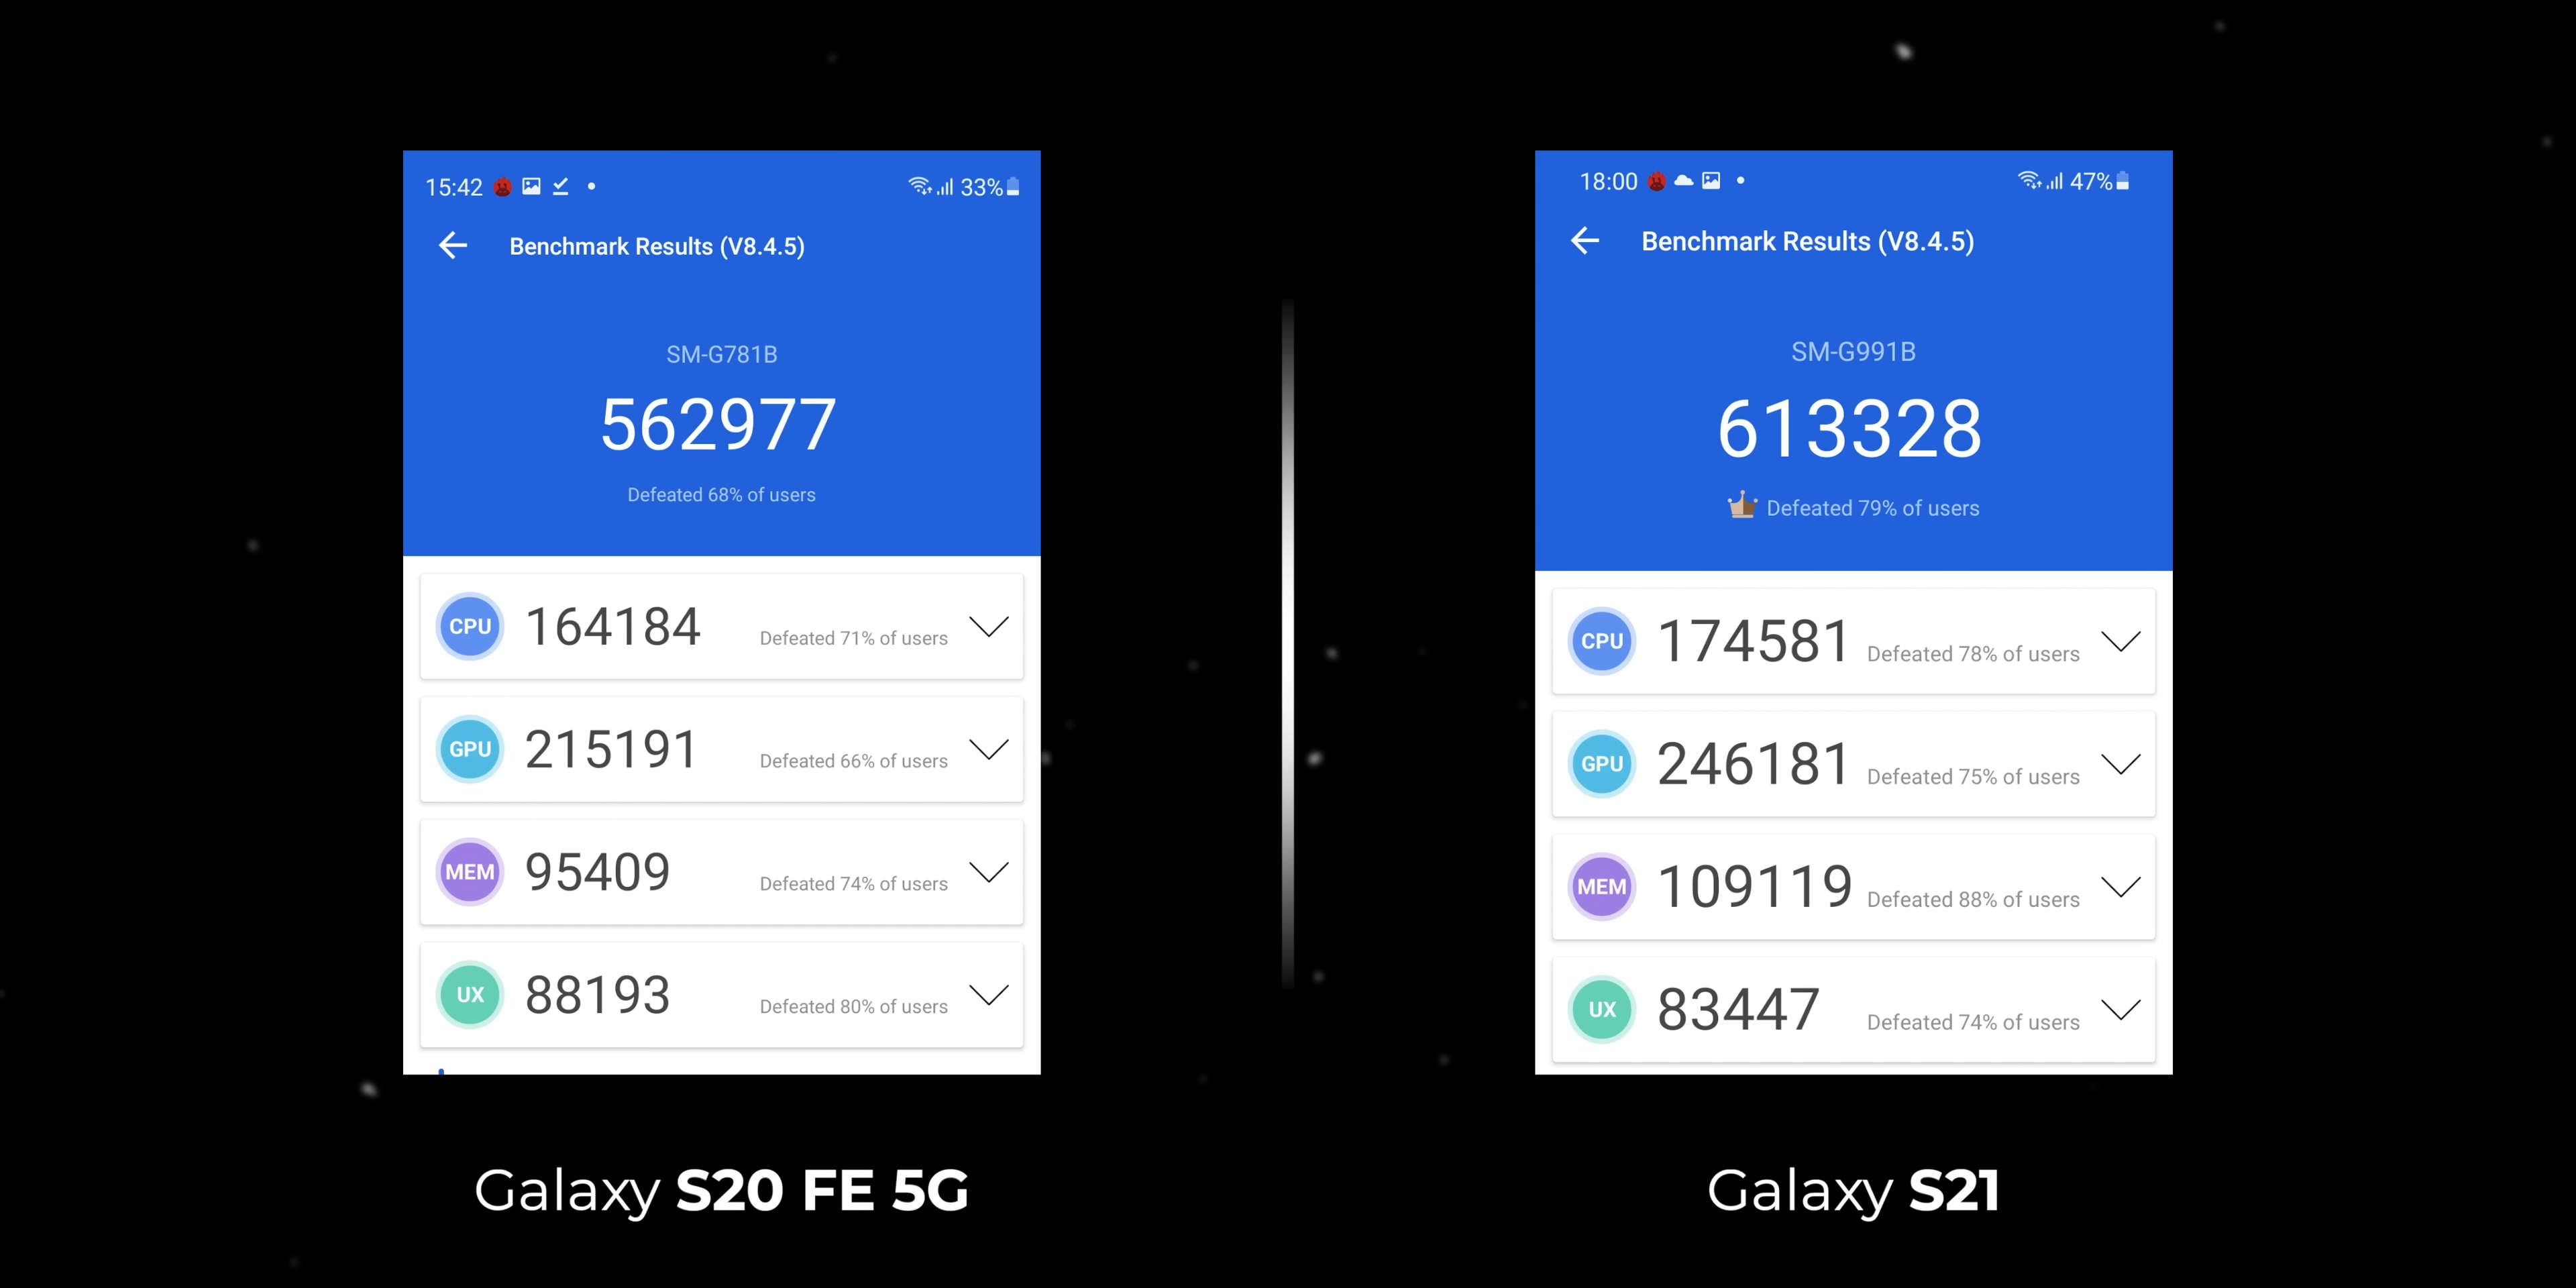 15:42
33%
Benchmark Results (V8.4.5)
SM-G781B
562977
Defeated 68% of users
CPU 164184 Defeated 71% of users
GPU 215191 Defeated 66% of users
MEM 95409 Defeated 74% of users
UX 88193 Defeated 80% of users
Galaxy S20 FE 5G
18:00
47%
Benchmark Results (V8.4.5)
SM-G991B
613328
Defeated 79% of users
CPU 174581 Defeated 78% of users
GPU 246181 Defeated 75% of users
MEM 109119 Defeated 88% of users
UX 83447 Defeated 74% of users
Galaxy S21